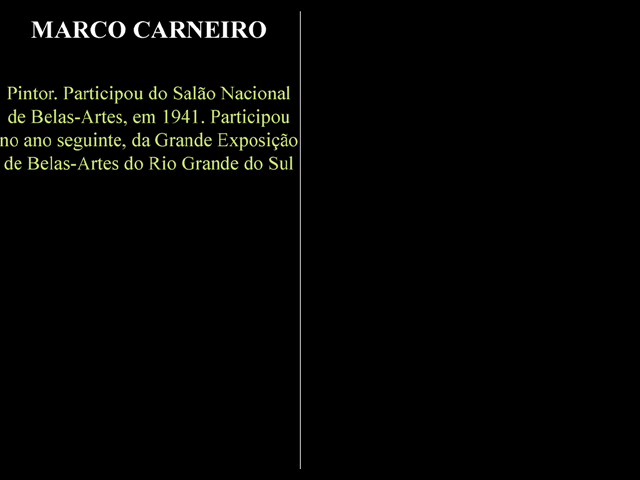 MARCO CARNEIRO
Pintor. Participou do Salão Nacional
de Belas-Artes, em 1941. Participou
no ano seguinte, da Grande Exposição
de Belas-Artes do Rio Grande do Sul